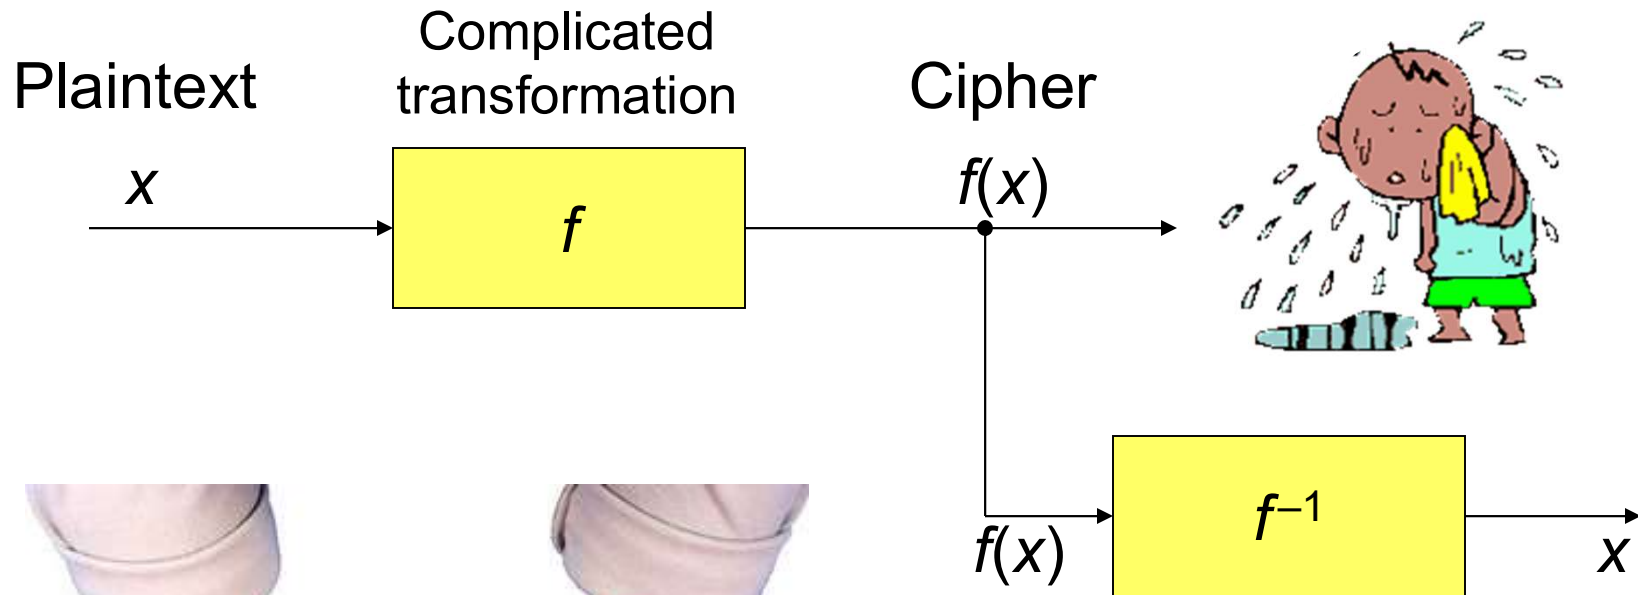 Plaintext
Complicated
transformation
Cipher
x
f
f(x)
f(x)
f⁻¹
x